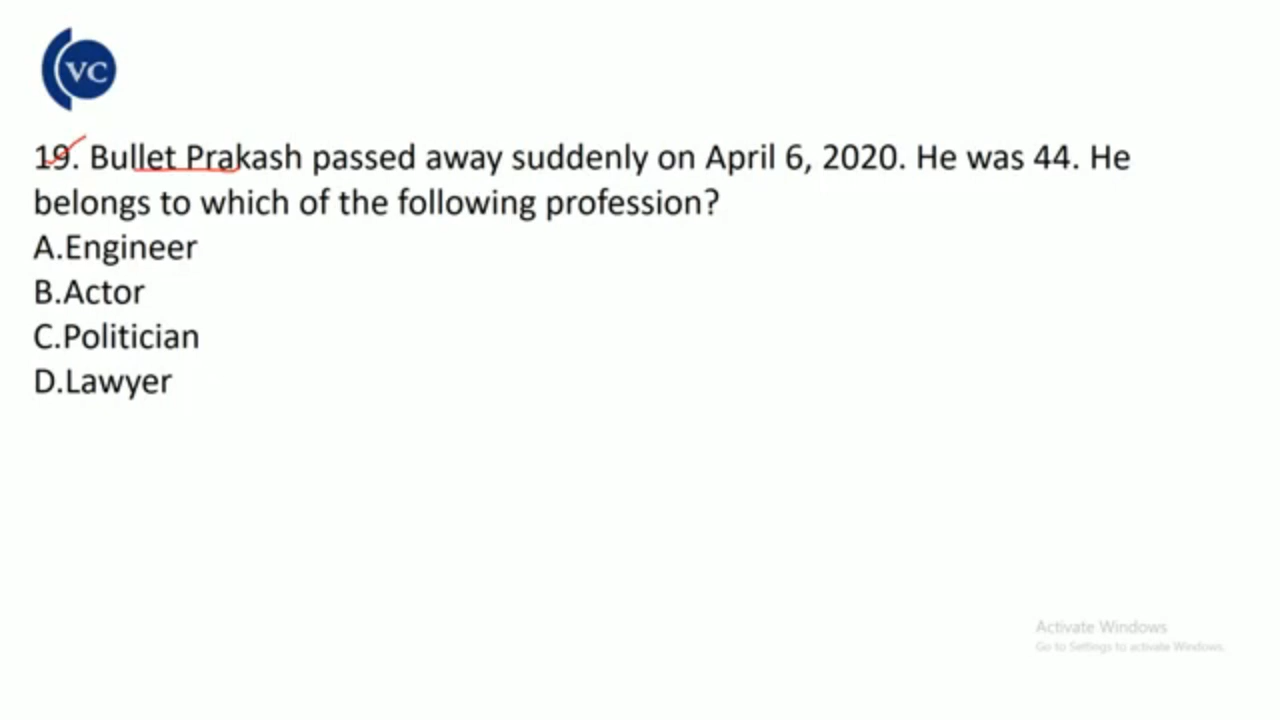 VC
19. Bullet Prakash passed away suddenly on April 6, 2020. He was 44. He
belongs to which of the following profession?
A.Engineer
B.Actor
C.Politician
D.Lawyer
Activate Windows
Go to Settings to activate Windows.